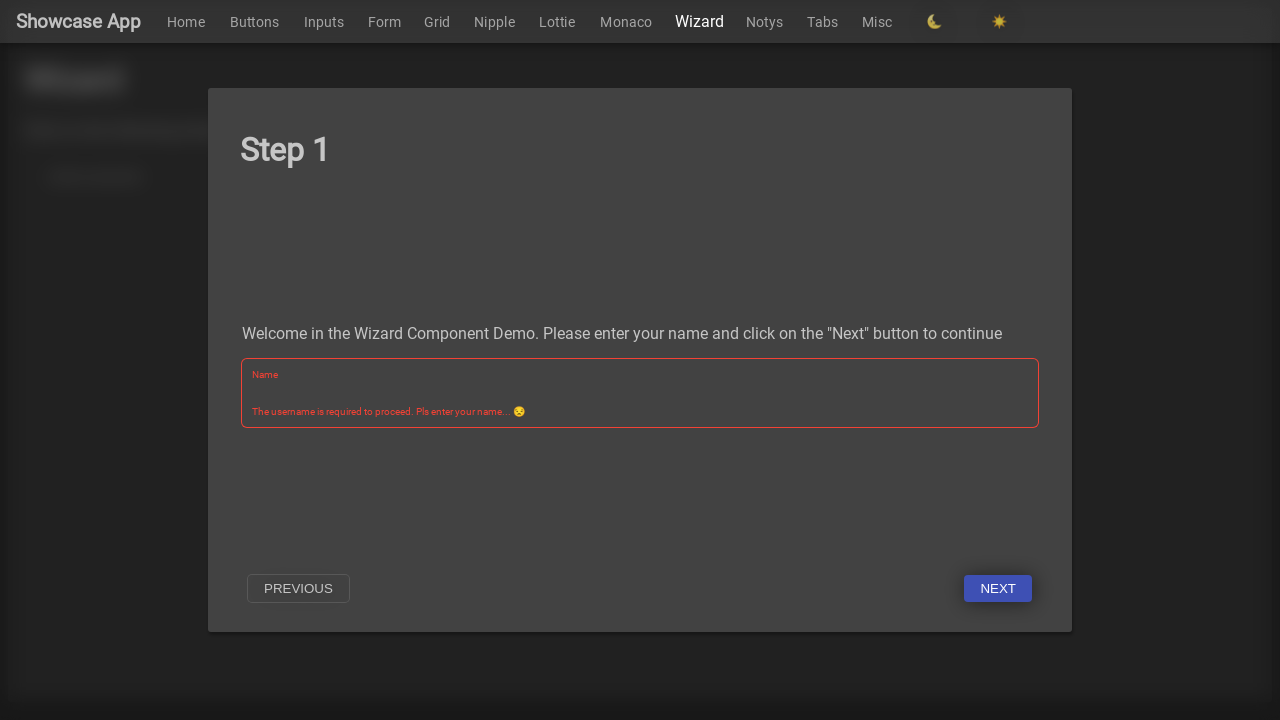 Showcase App Home Buttons Inputs Form Grid Nipple Lottie Monaco Wizard Notys Tabs Misc 🌜 ☀️
Step 1
Welcome in the Wizard Component Demo. Please enter your name and click on the "Next" button to continue
Name
The username is required to proceed. Pls enter your name... 😒
PREVIOUS NEXT